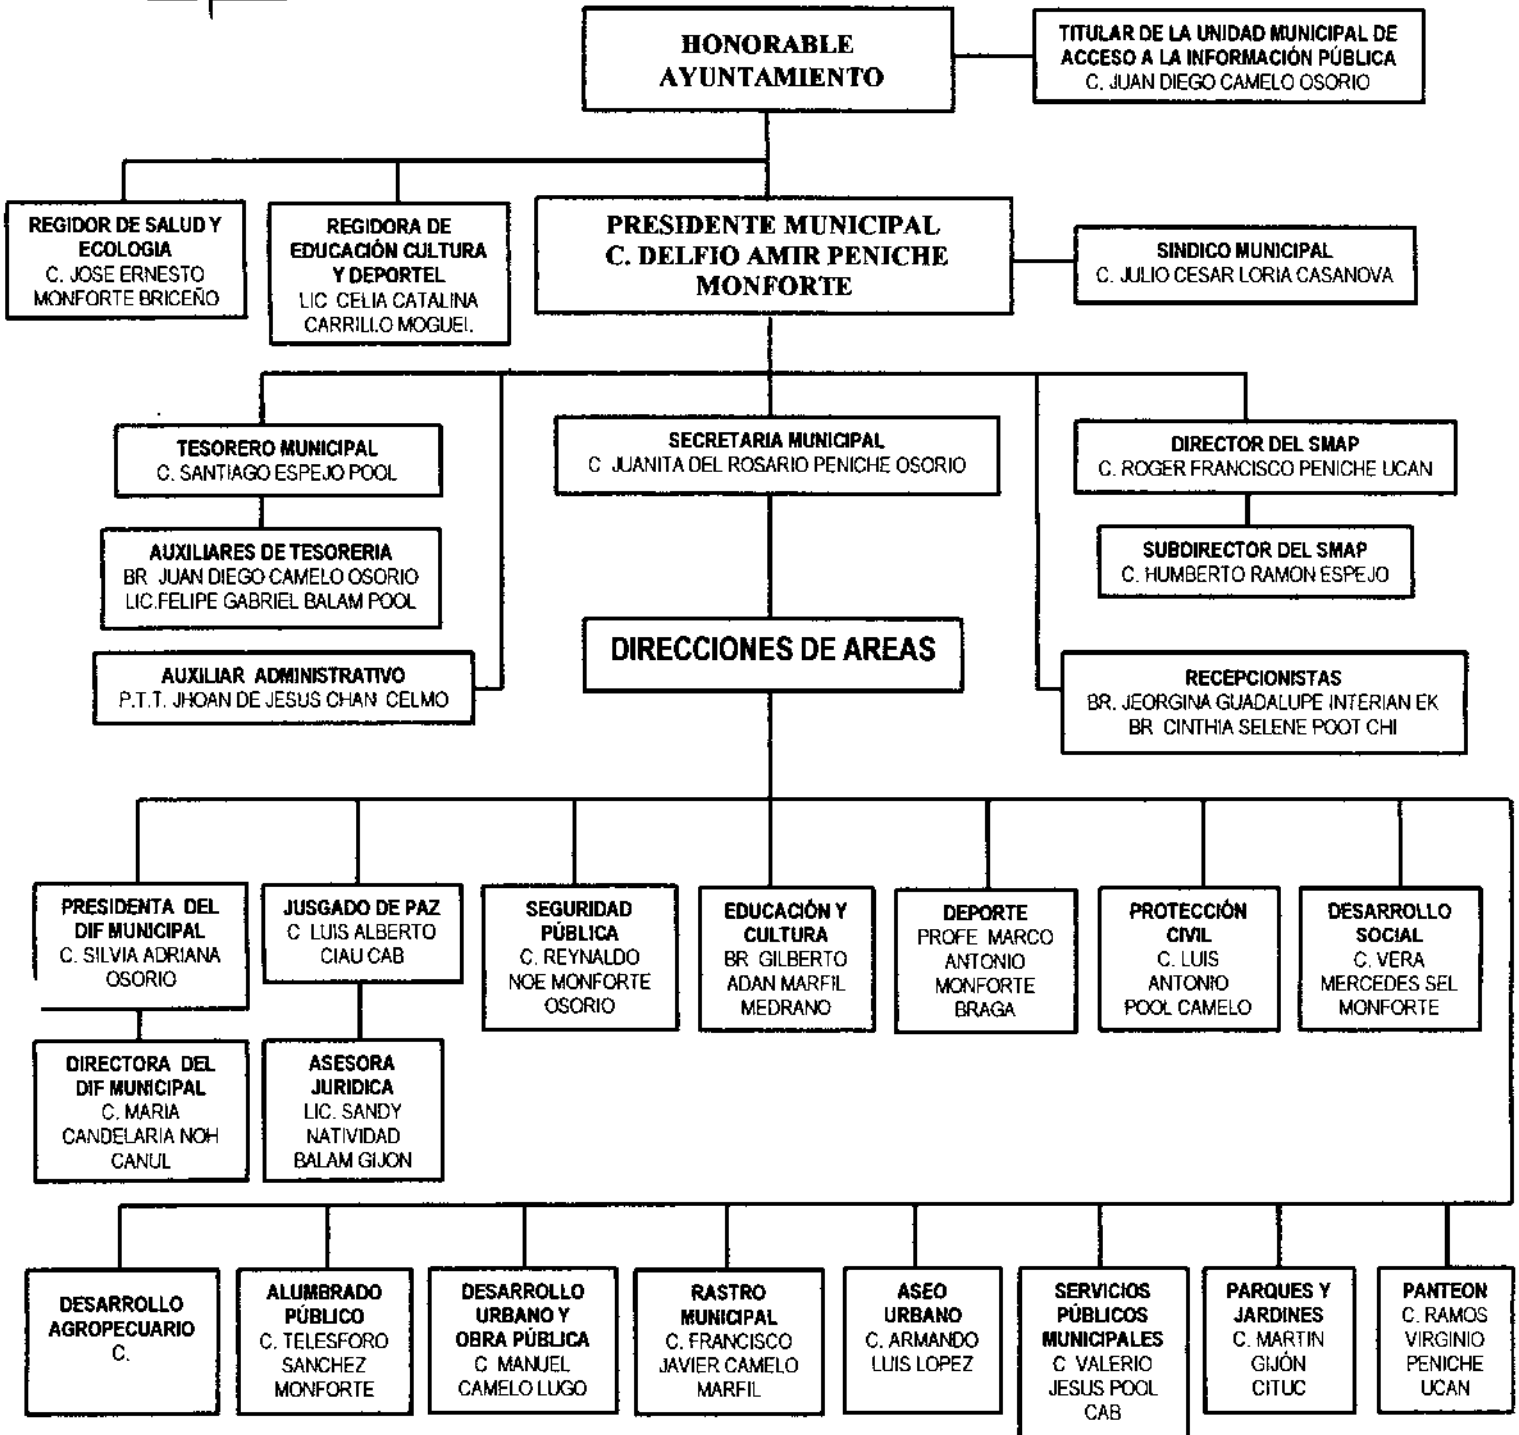 HONORABLE
AYUNTAMIENTO
TITULAR DE LA UNIDAD MUNICIPAL DE
ACCESO A LA INFORMACIÓN PÚBLICA
C. JUAN DIEGO CAMELO OSORIO
REGIDOR DE SALUD Y
ECOLOGIA
C. JOSE ERNESTO
MONFORTE BRICEÑO
REGIDORA DE
EDUCACIÓN CULTURA
Y DEPORTEL
LIC CELIA CATALINA
CARRILLO MOGUEL
PRESIDENTE MUNICIPAL
C. DELFIO AMIR PENICHE
MONFORTE
SINDICO MUNICIPAL
C. JULIO CESAR LORIA CASANOVA
TESORERO MUNICIPAL
C. SANTIAGO ESPEJO POOL
SECRETARIA MUNICIPAL
C JUANITA DEL ROSARIO PENICHE OSORIO
DIRECTOR DEL SMAP
C. ROGER FRANCISCO PENICHE UCAN
AUXILIARES DE TESORERIA
BR JUAN DIEGO CAMELO OSORIO
LIC.FELIPE GABRIEL BALAM POOL
SUBDIRECTOR DEL SMAP
C. HUMBERTO RAMON ESPEJO
DIRECCIONES DE AREAS
AUXILIAR ADMINISTRATIVO
P.T.T. JHOAN DE JESUS CHAN CELMO
RECEPCIONISTAS
BR. JEORGINA GUADALUPE INTERIAN EK
BR CINTHIA SELENE POOT CHI
PRESIDENTA DEL
DIF MUNICIPAL
C. SILVIA ADRIANA
OSORIO
JUSGADO DE PAZ
C LUIS ALBERTO
CIAU CAB
SEGURIDAD
PÚBLICA
C. REYNALDO
NOE MONFORTE
OSORIO
EDUCACIÓN Y
CULTURA
BR GILBERTO
ADAN MARFIL
MEDRANO
DEPORTE
PROFE MARCO
ANTONIO
MONFORTE
BRAGA
PROTECCIÓN
CIVIL
C. LUIS
ANTONIO
POOL CAMELO
DESARROLLO
SOCIAL
C. VERA
MERCEDES SEL
MONFORTE
DIRECTORA DEL
DIF MUNICIPAL
C. MARIA
CANDELARIA NOH
CANUL
ASESORA
JURIDICA
LIC. SANDY
NATIVIDAD
BALAM GIJON
DESARROLLO
AGROPECUARIO
C.
ALUMBRADO
PÚBLICO
C. TELESFORO
SANCHEZ
MONFORTE
DESARROLLO
URBANO Y
OBRA PÚBLICA
C MANUEL
CAMELO LUGO
RASTRO
MUNICIPAL
C. FRANCISCO
JAVIER CAMELO
MARFIL
ASEO
URBANO
C. ARMANDO
LUIS LOPEZ
SERVICIOS
PÚBLICOS
MUNICIPALES
C VALERIO
JESUS POOL
CAB
PARQUES Y
JARDINES
C. MARTIN
GIJÓN
CITUC
PANTEON
C. RAMOS
VIRGINIO
PENICHE
UCAN